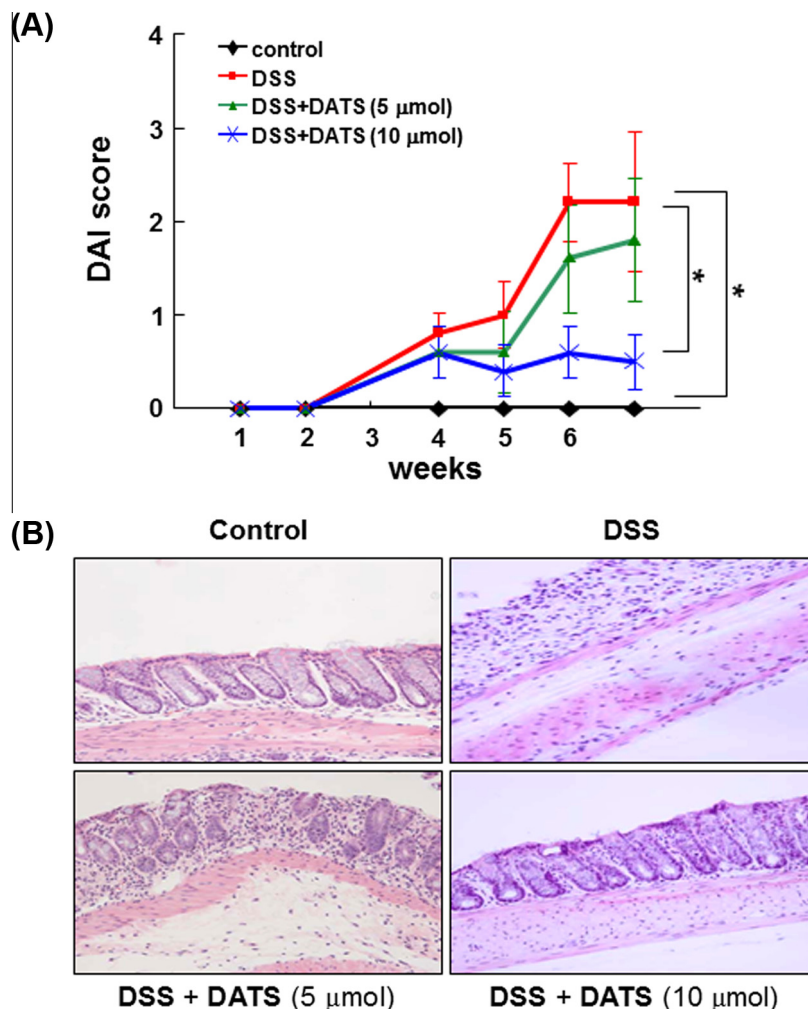 (A)
4
3
2
1
0
DAI score
control
DSS
DSS+DATS (5 μmol)
DSS+DATS (10 μmol)
*
*
1 2 3 4 5 6
weeks
(B)
Control DSS
DSS + DATS (5 μmol) DSS + DATS (10 μmol)